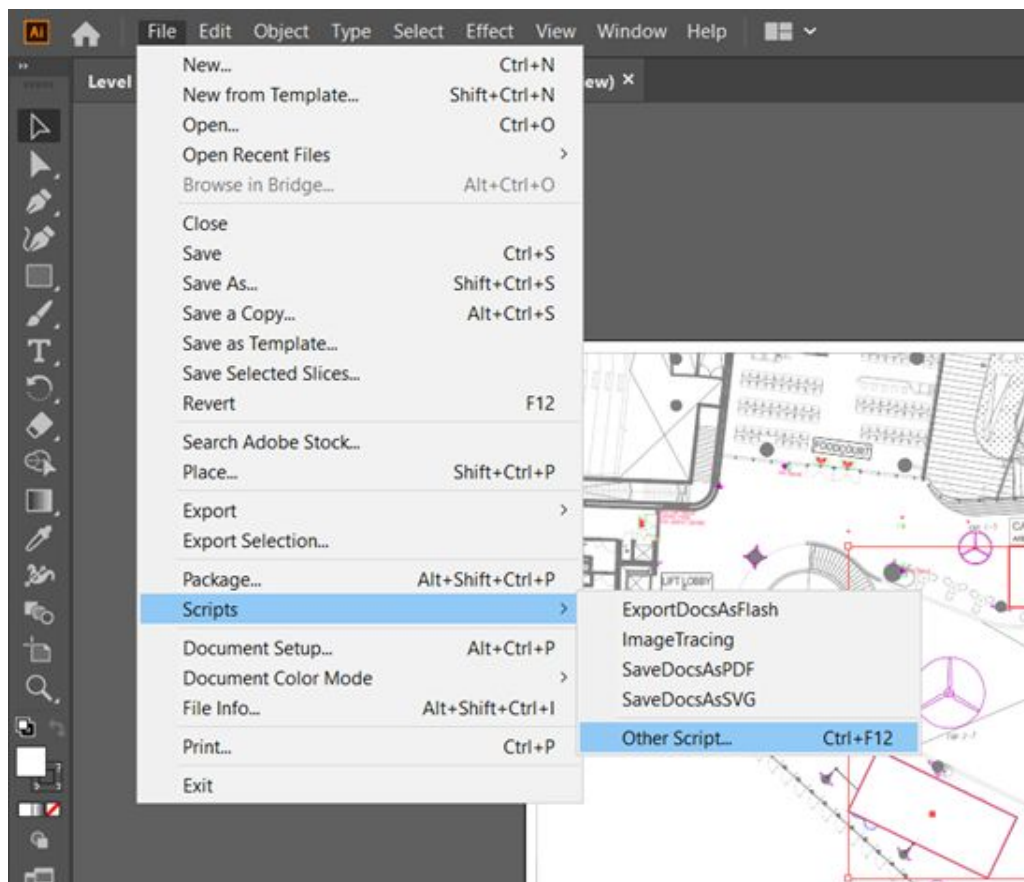 Ai
File Edit Object Type Select Effect View Window Help
Level
ew) ×
New... Ctrl+N
New from Template... Shift+Ctrl+N
Open... Ctrl+O
Open Recent Files >
Browse in Bridge... Alt+Ctrl+O
Close
Save Ctrl+S
Save As... Shift+Ctrl+S
Save a Copy... Alt+Ctrl+S
Save as Template...
Save Selected Slices...
Revert F12
Search Adobe Stock...
Place... Shift+Ctrl+P
Export >
Export Selection...
Package... Alt+Shift+Ctrl+P
Scripts >
Document Setup... Alt+Ctrl+P
Document Color Mode >
File Info... Alt+Shift+Ctrl+I
Print... Ctrl+P
Exit
ExportDocsAsFlash
ImageTracing
SaveDocsAsPDF
SaveDocsAsSVG
Other Script... Ctrl+F12
FOODCOURT
LIFT LOBBY